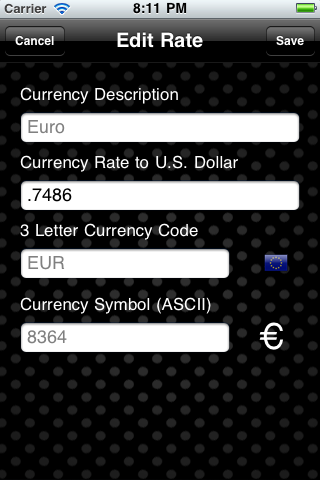 Carrier 8:11 PM
Cancel Edit Rate Save
Currency Description
Euro
Currency Rate to U.S. Dollar
.7486
3 Letter Currency Code
EUR
Currency Symbol (ASCII)
8364 €